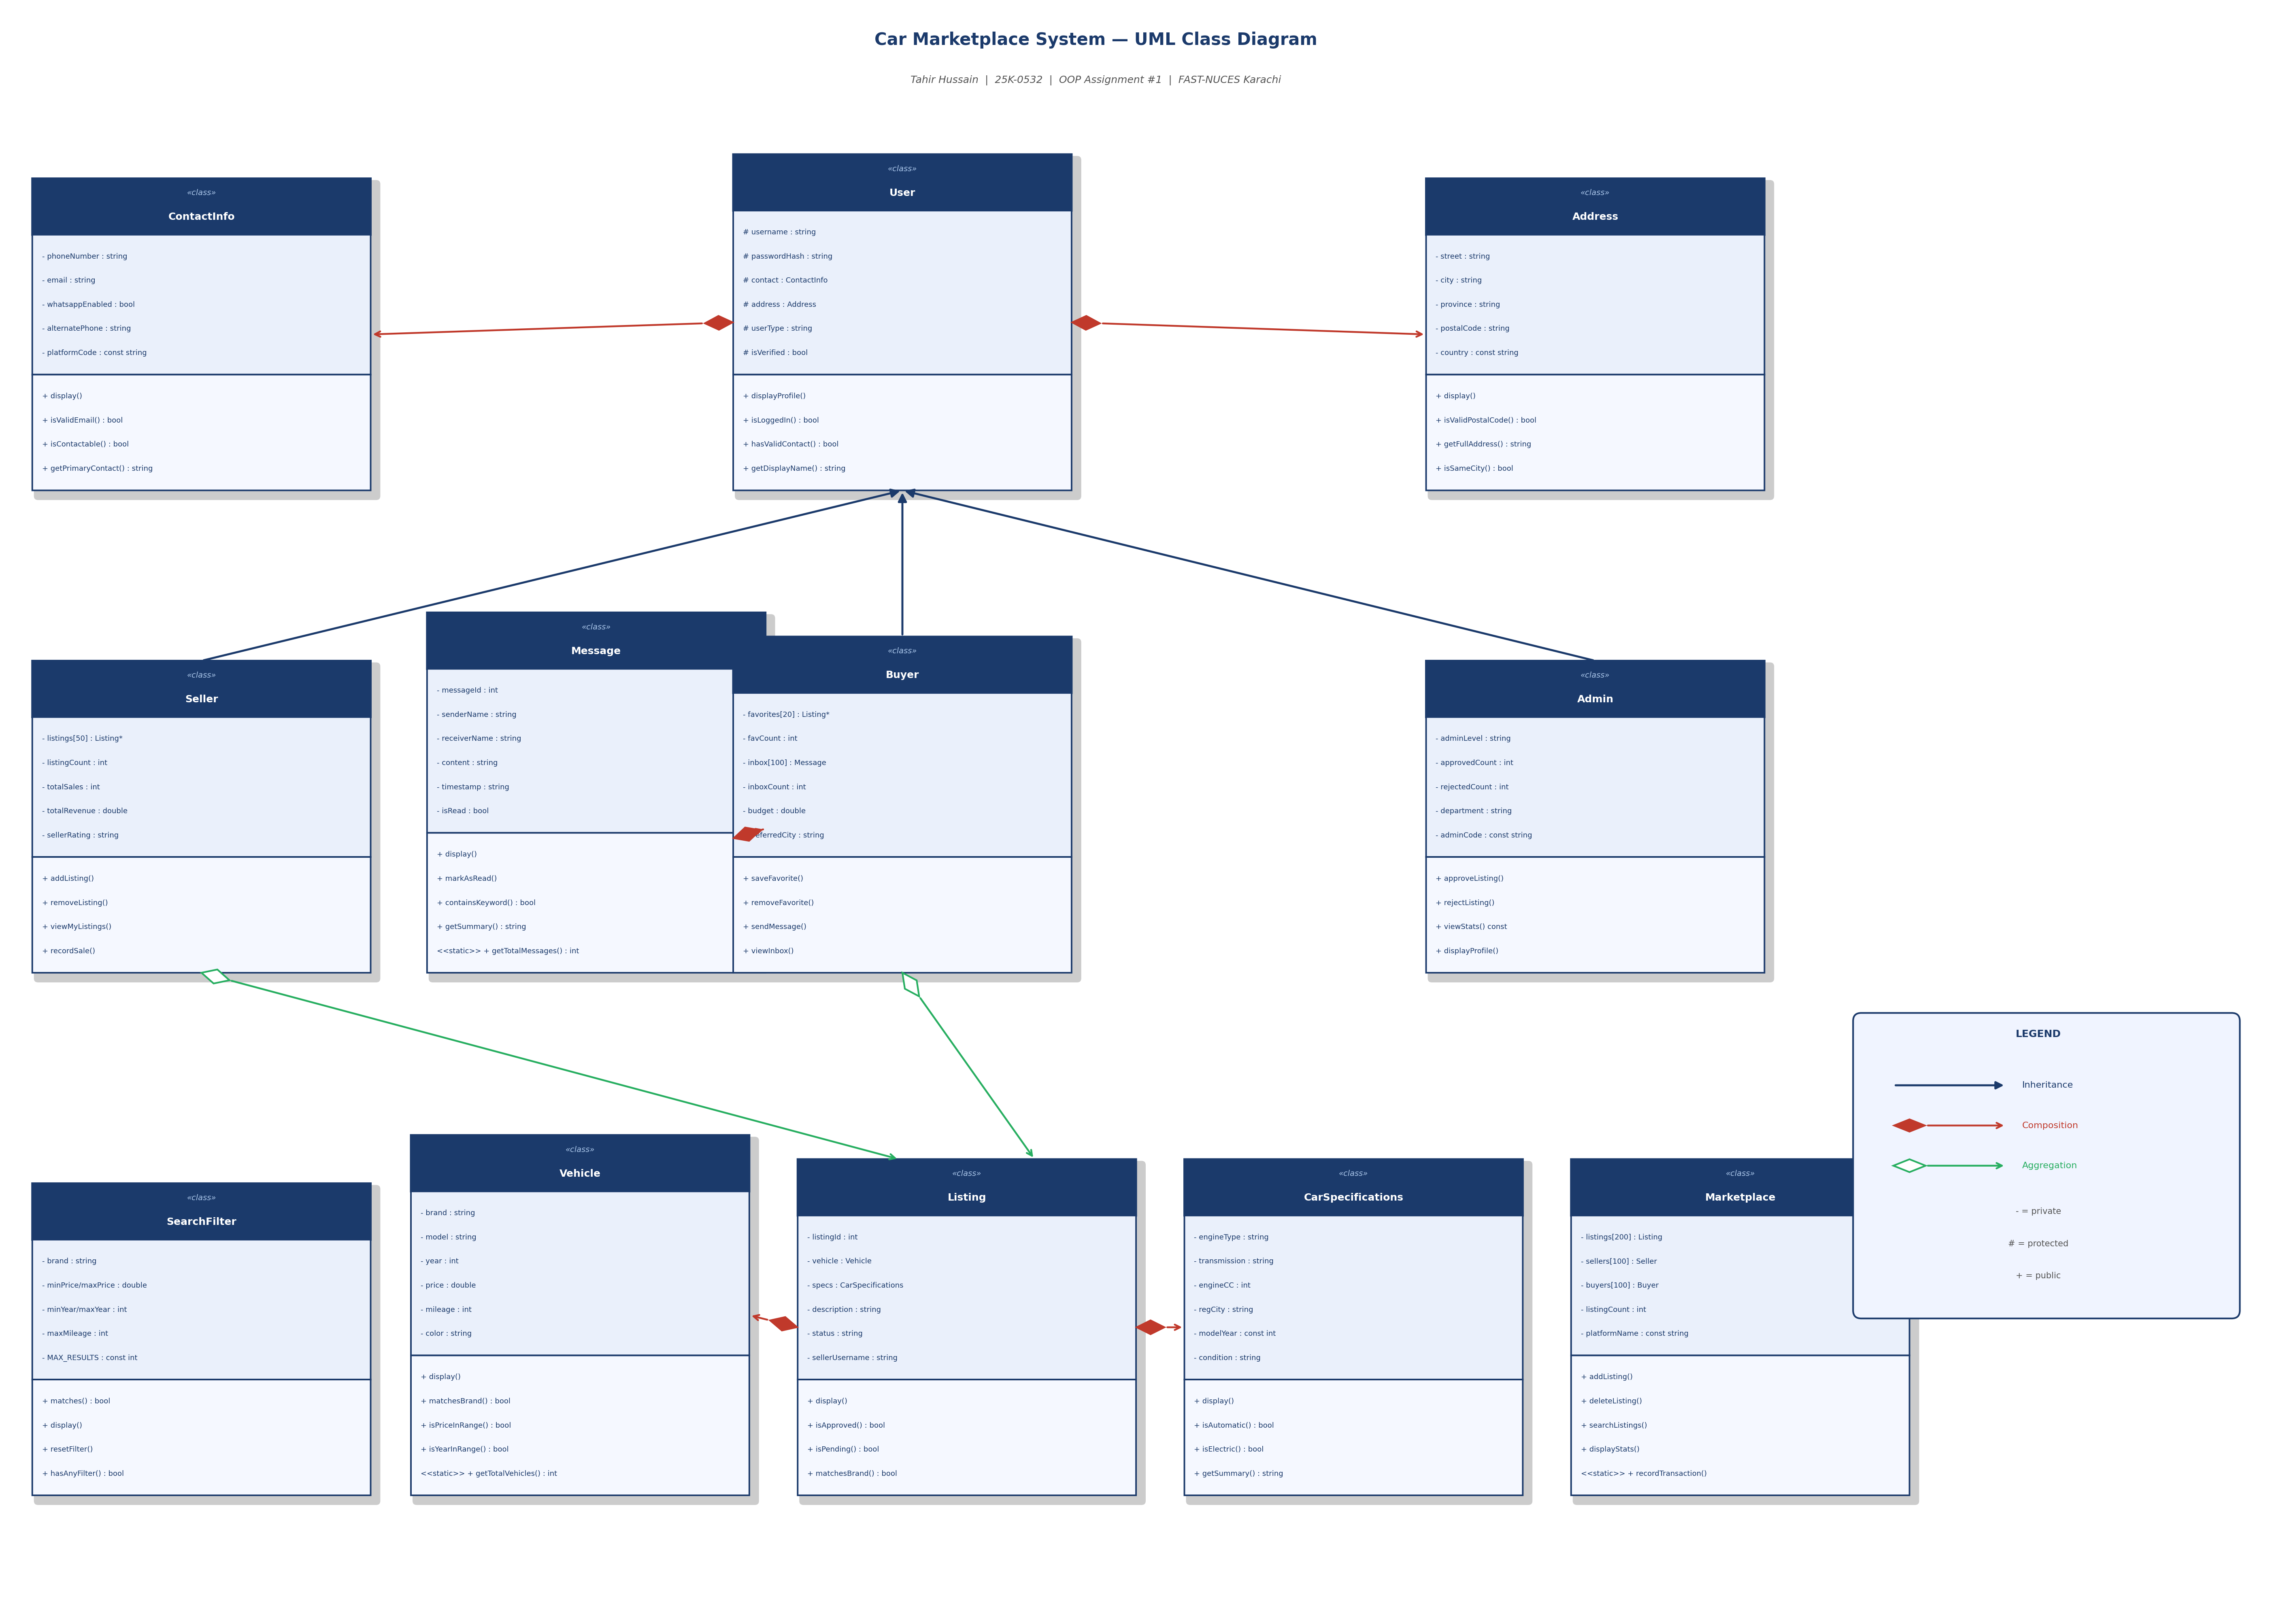 Car Marketplace System — UML Class Diagram
Tahir Hussain | 25K-0532 | OOP Assignment #1 | FAST-NUCES Karachi
«class»
ContactInfo
- phoneNumber : string
- email : string
- whatsappEnabled : bool
- alternatePhone : string
- platformCode : const string
+ display()
+ isValidEmail() : bool
+ isContactable() : bool
+ getPrimaryContact() : string
«class»
User
# username : string
# passwordHash : string
# contact : ContactInfo
# address : Address
# userType : string
# isVerified : bool
+ displayProfile()
+ isLoggedIn() : bool
+ hasValidContact() : bool
+ getDisplayName() : string
«class»
Address
- street : string
- city : string
- province : string
- postalCode : string
- country : const string
+ display()
+ isValidPostalCode() : bool
+ getFullAddress() : string
+ isSameCity() : bool
«class»
Seller
- listings[50] : Listing*
- listingCount : int
- totalSales : int
- totalRevenue : double
- sellerRating : string
+ addListing()
+ removeListing()
+ viewMyListings()
+ recordSale()
«class»
Message
- messageId : int
- senderName : string
- receiverName : string
- content : string
- timestamp : string
- isRead : bool
+ display()
+ markAsRead()
+ containsKeyword() : bool
+ getSummary() : string
<<static>> + getTotalMessages() : int
«class»
Buyer
- favorites[20] : Listing*
- favCount : int
- inbox[100] : Message
- inboxCount : int
- budget : double
: string
+ saveFavorite()
+ removeFavorite()
+ sendMessage()
+ viewInbox()
«class»
Admin
- adminLevel : string
- approvedCount : int
- rejectedCount : int
- department : string
- adminCode : const string
+ approveListing()
+ rejectListing()
+ viewStats() const
+ displayProfile()
LEGEND
Inheritance
Composition
Aggregation
- = private
# = protected
+ = public
«class»
SearchFilter
- brand : string
- minPrice/maxPrice : double
- minYear/maxYear : int
- maxMileage : int
- MAX_RESULTS : const int
+ matches() : bool
+ display()
+ resetFilter()
+ hasAnyFilter() : bool
«class»
Vehicle
- brand : string
- model : string
- year : int
- price : double
- mileage : int
- color : string
+ display()
+ matchesBrand() : bool
+ isPriceInRange() : bool
+ isYearInRange() : bool
<<static>> + getTotalVehicles() : int
«class»
Listing
- listingId : int
- vehicle : Vehicle
- specs : CarSpecifications
- description : string
- status : string
- sellerUsername : string
+ display()
+ isApproved() : bool
+ isPending() : bool
+ matchesBrand() : bool
«class»
CarSpecifications
- engineType : string
- transmission : string
- engineCC : int
- regCity : string
- modelYear : const int
- condition : string
+ display()
+ isAutomatic() : bool
+ isElectric() : bool
+ getSummary() : string
«class»
Marketplace
- listings[200] : Listing
- sellers[100] : Seller
- buyers[100] : Buyer
- listingCount : int
- platformName : const string
+ addListing()
+ deleteListing()
+ searchListings()
+ displayStats()
<<static>> + recordTransaction()